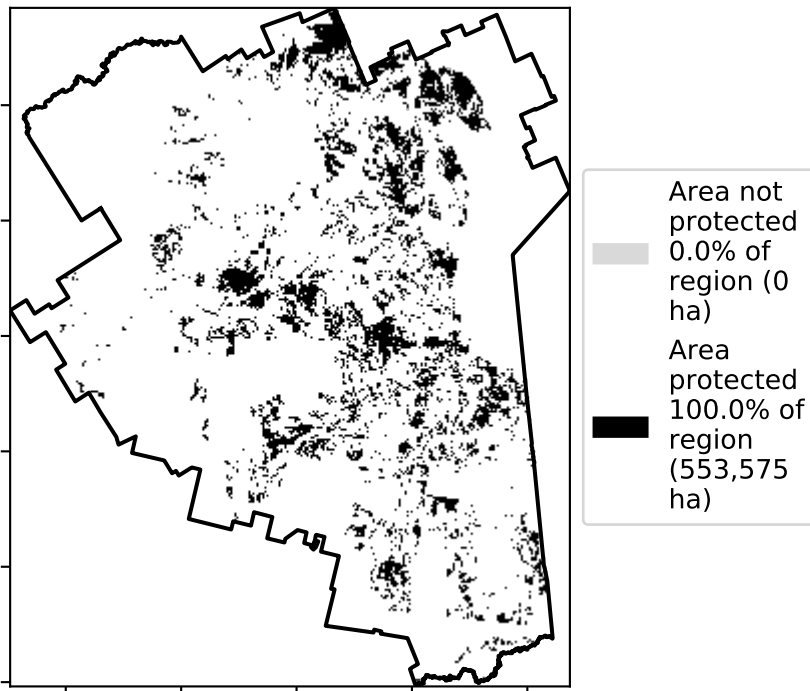 Area not
protected
0.0% of
region (0
ha)
Area
protected
100.0% of
region
(553,575
ha)